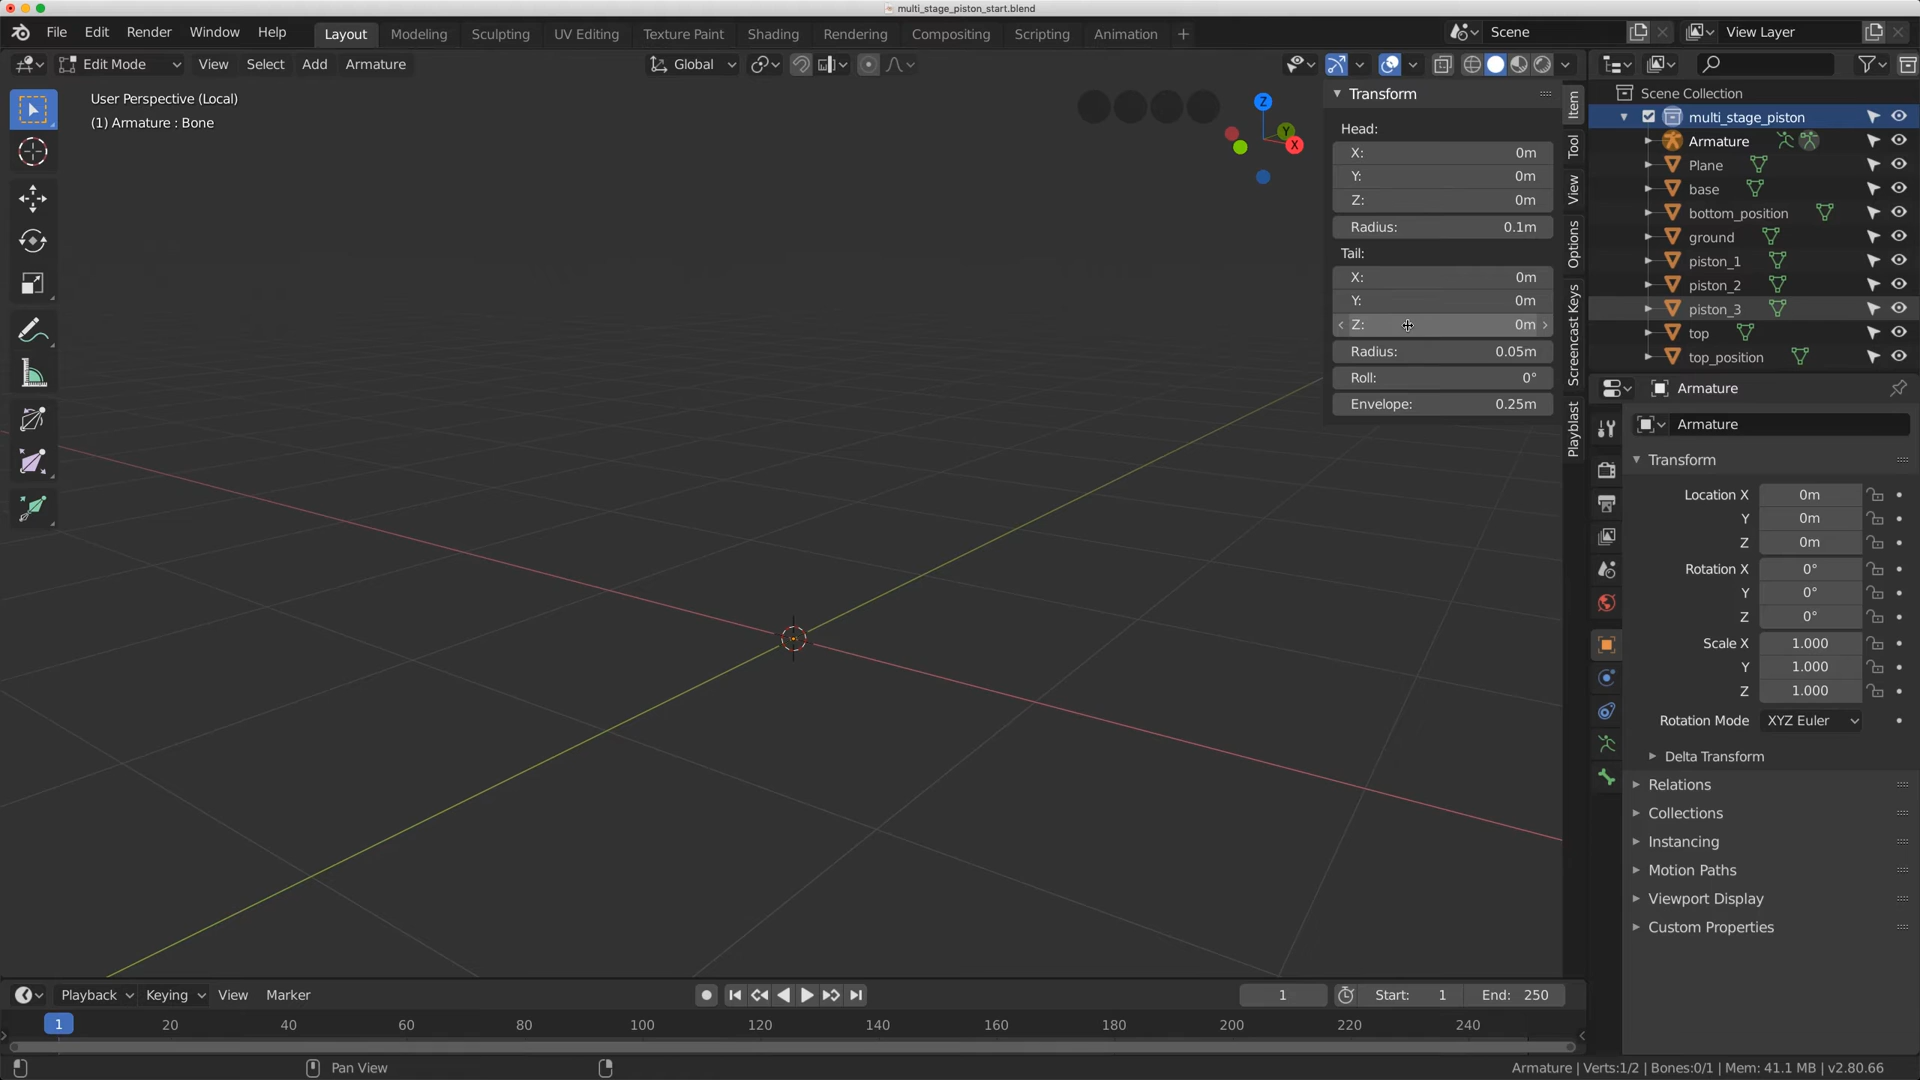 multi_stage_piston_start.blend
File Edit Render Window Help Layout Modeling Sculpting UV Editing Texture Paint Shading Rendering Compositing Scripting Animation + Scene View Layer
Edit Mode View Select Add Armature Global
User Perspective (Local)
(1) Armature : Bone
Z
Y
X
Transform
Head:
X: 0m
Y: 0m
Z: 0m
Radius: 0.1m
Tail:
X: 0m
Y: 0m
Z: 0m
Radius: 0.05m
Roll: 0°
Envelope: 0.25m
Item
Tool
View
Options
Screencast Keys
Playblast
Scene Collection
multi_stage_piston
Armature
Plane
base
bottom_position
ground
piston_1
piston_2
piston_3
top
top_position
Armature
Armature
Transform
Location X 0m
Y 0m
Z 0m
Rotation X 0°
Y 0°
Z 0°
Scale X 1.000
Y 1.000
Z 1.000
Rotation Mode XYZ Euler
Delta Transform
Relations
Collections
Instancing
Motion Paths
Viewport Display
Custom Properties
Playback Keying View Marker 1 Start: 1 End: 250
1 20 40 60 80 100 120 140 160 180 200 220 240
Pan View Armature | Verts:1/2 | Bones:0/1 | Mem: 41.1 MB | v2.80.66